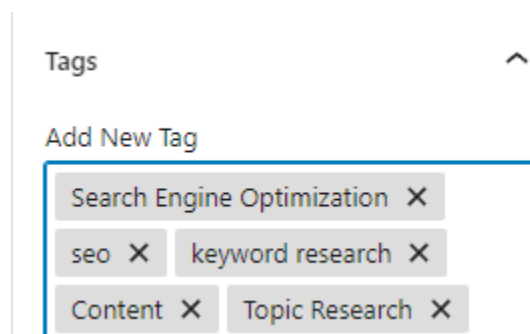 Tags
Add New Tag
Search Engine Optimization ✕
seo ✕ keyword research ✕
Content ✕ Topic Research ✕